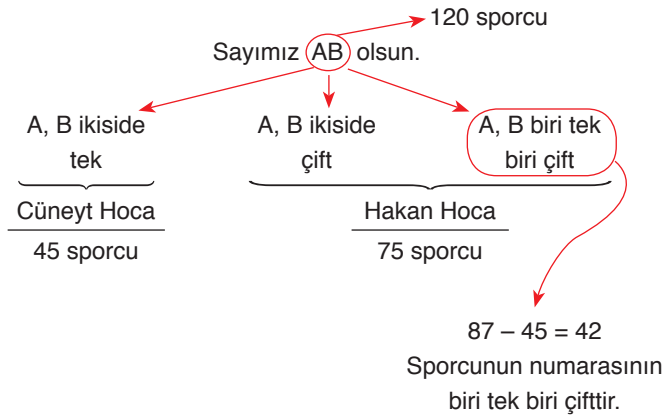 120 sporcu
Sayımız AB olsun.
A, B ikiside
tek
A, B ikiside
çift
A, B biri tek
biri çift
Cüneyt Hoca
45 sporcu
Hakan Hoca
75 sporcu
87 – 45 = 42
Sporcunun numarasının
biri tek biri çifttir.